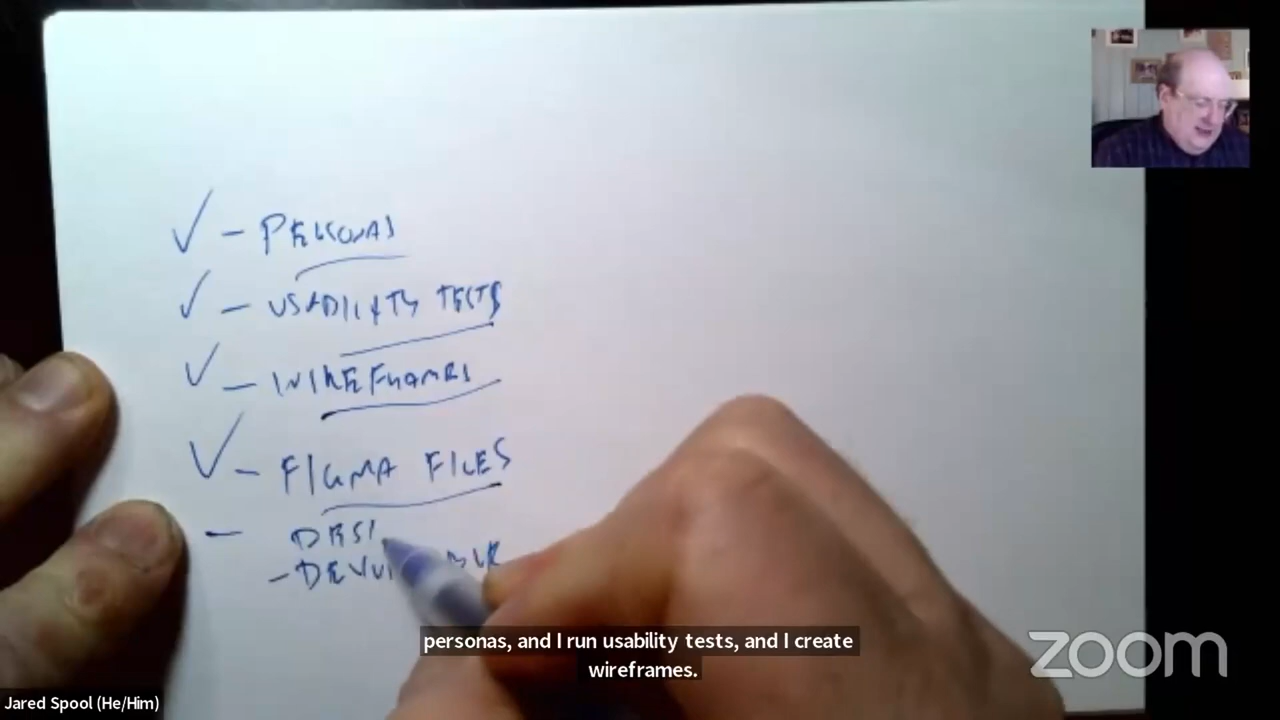 ✓ - PERSONAS
✓ - USABILITY TESTS
✓ - WIREFRAMES
✓ - FIGMA FILES
personas, and I run usability tests, and I create
wireframes.
zoom
Jared Spool (He/Him)